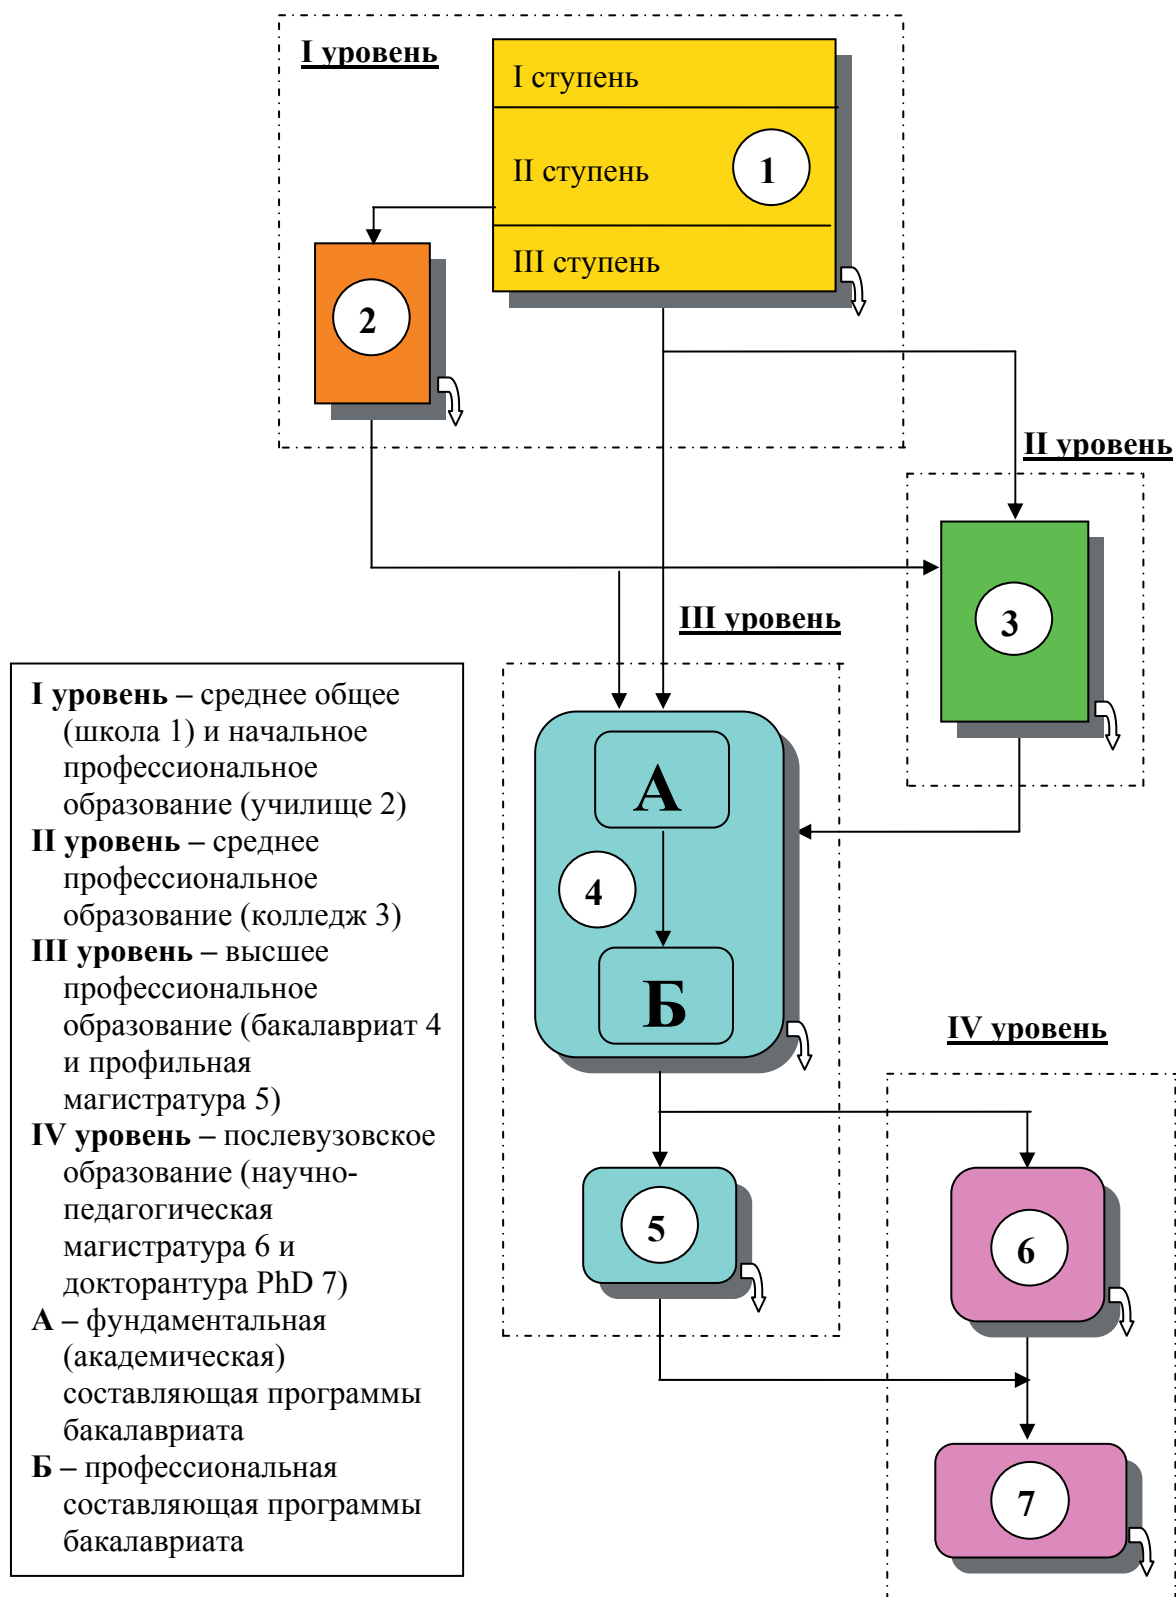 I уровень
I ступень
II ступень
1
III ступень
2
II уровень
3
III уровень
I уровень – среднее общее
(школа 1) и начальное
профессиональное
образование (училище 2)
II уровень – среднее
профессиональное
образование (колледж 3)
III уровень – высшее
профессиональное
образование (бакалавриат 4
и профильная
магистратура 5)
IV уровень – послевузовское
образование (научно-
педагогическая
магистратура 6 и
докторантура PhD 7)
А – фундаментальная
(академическая)
составляющая программы
бакалавриата
Б – профессиональная
составляющая программы
бакалавриата
А
4
Б
IV уровень
5
6
7